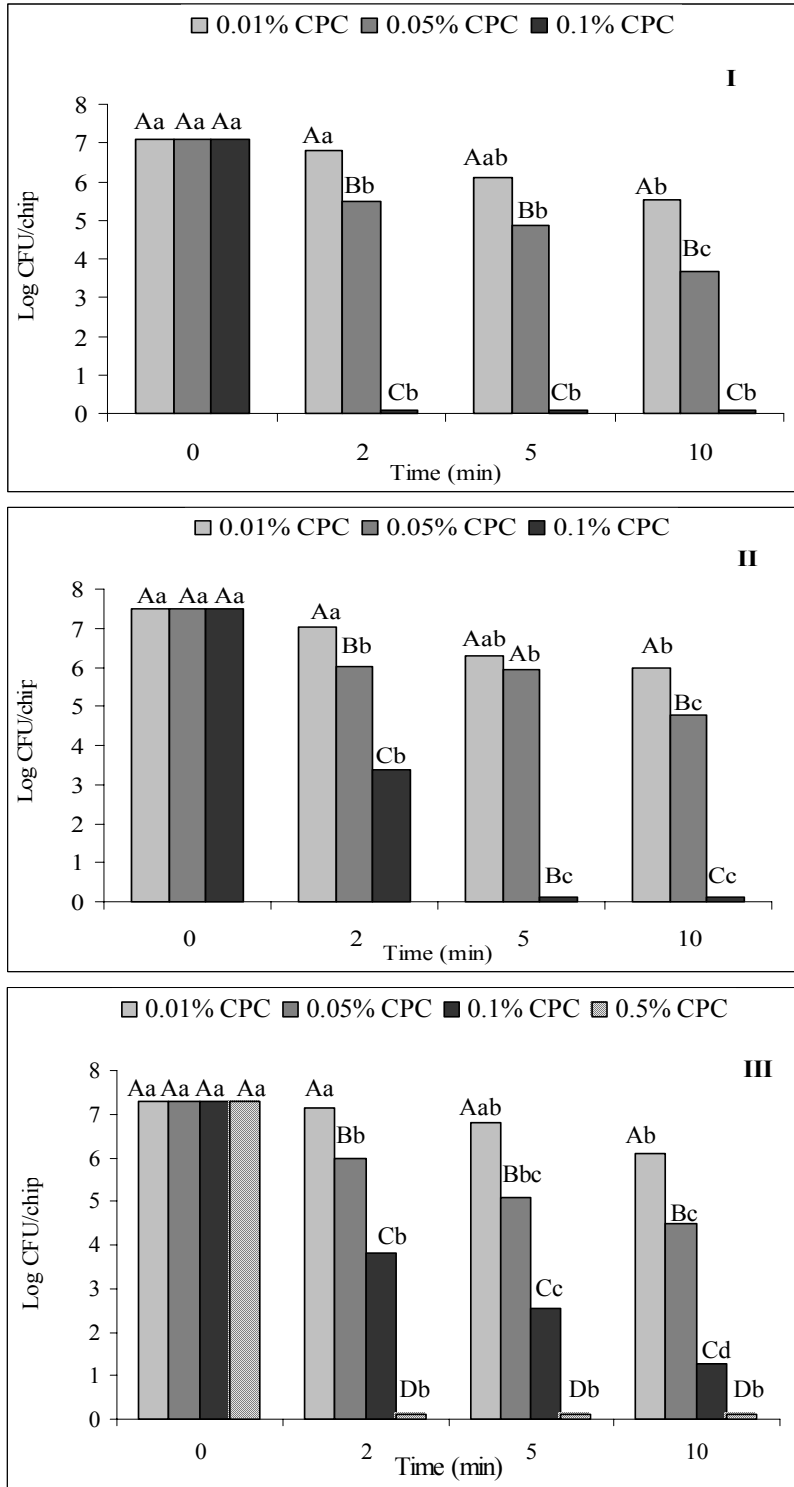 0.01% CPC 0.05% CPC 0.1% CPC
I
8
7
6
5
4
3
2
1
0
Log CFU/chip
Aa Aa Aa
Aa
Bb
Cb
Aab
Bb
Cb
Ab
Bc
Cb
0 2 5 10
Time (min)
0.01% CPC 0.05% CPC 0.1% CPC
II
8
7
6
5
4
3
2
1
0
Log CFU/chip
Aa Aa Aa
Aa
Bb
Cb
Aab
Ab
Bc
Ab
Bc
Cc
0 2 5 10
Time (min)
0.01% CPC 0.05% CPC 0.1% CPC 0.5% CPC
III
8
7
6
5
4
3
2
1
0
Log CFU/chip
Aa Aa Aa Aa
Aa
Bb
Cb
Db
Aab
Bbc
Cc
Db
Ab
Bc
Cd
Db
0 2 5 10
Time (min)